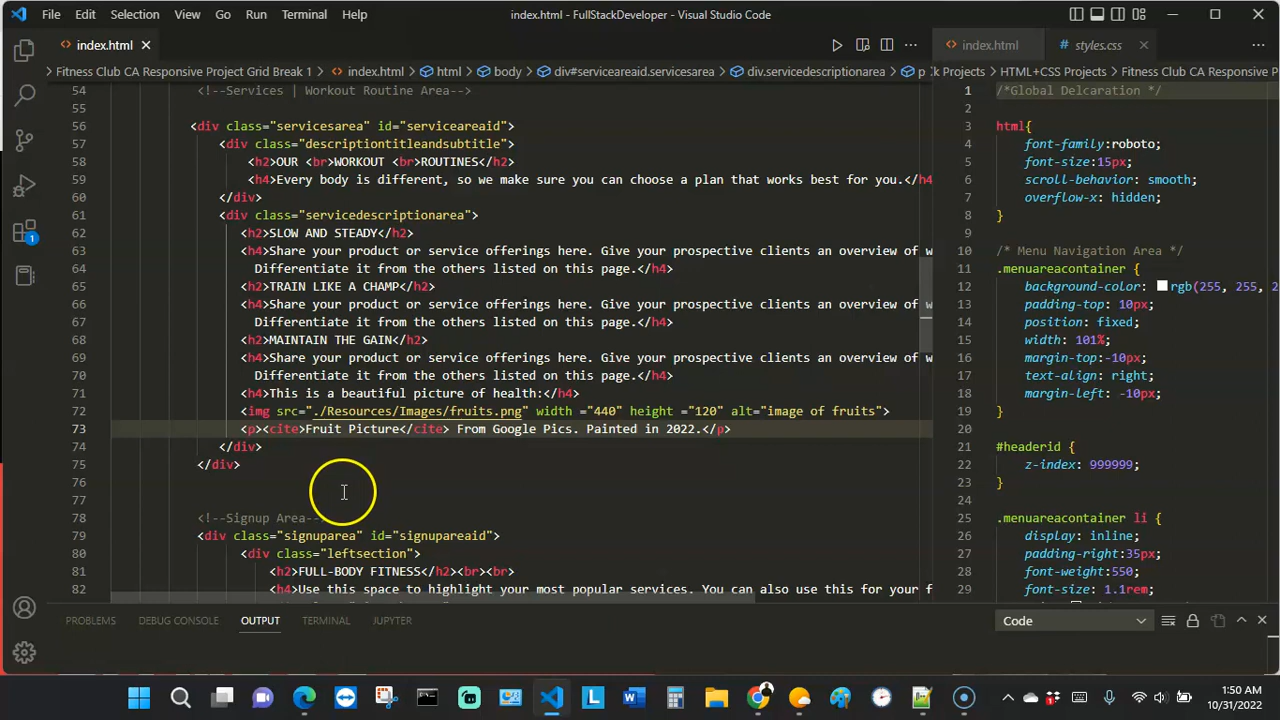 File Edit Selection View Go Run Terminal Help index.html - FullStackDeveloper - Visual Studio Code
index.html index.html styles.css
Fitness Club CA Responsive Project Grid Break 1 > index.html > html > body > div#serviceareaid.servicesarea > div.servicedescriptionarea > p
k Projects > HTML+CSS Projects > Fitness Club CA Responsive
54 <!--Services | Workout Routine Area-->
55
56 <div class="servicesarea" id="serviceareaid">
57 <div class="descriptiontitleandsubtitle">
58 <h2>OUR <br>WORKOUT <br>ROUTINES</h2>
59 <h4>Every body is different, so we make sure you can choose a plan that works best for you.</h4
60 </div>
61 <div class="servicedescriptionarea">
62 <h2>SLOW AND STEADY</h2>
63 <h4>Share your product or service offerings here. Give your prospective clients an overview of w
64 Differentiate it from the others listed on this page.</h4>
65 <h2>TRAIN LIKE A CHAMP</h2>
66 <h4>Share your product or service offerings here. Give your prospective clients an overview of w
67 Differentiate it from the others listed on this page.</h4>
68 <h2>MAINTAIN THE GAIN</h2>
69 <h4>Share your product or service offerings here. Give your prospective clients an overview of w
70 Differentiate it from the others listed on this page.</h4>
71 <h4>This is a beautiful picture of health:</h4>
72 <img src="./Resources/Images/fruits.png" width ="440" height ="120" alt="image of fruits">
73 <p><cite>Fruit Picture</cite> From Google Pics. Painted in 2022.</p>
74 </div>
75 </div>
76
77
78 <!--Signup Area--
79 <div class="signuparea" id="signupareaid">
80 <div class="leftsection">
81 <h2>FULL-BODY FITNESS</h2><br><br>
82 <h4>Use this space to highlight your most popular services. You can also use this for your f
1 /*Global Delcaration */
2
3 html{
4 font-family:roboto;
5 font-size:15px;
6 scroll-behavior: smooth;
7 overflow-x: hidden;
8 }
9
10 /* Menu Navigation Area */
11 .menuareacontainer {
12 background-color: rgb(255, 255, 2
13 padding-top: 10px;
14 position: fixed;
15 width: 101%;
16 margin-top:-10px;
17 text-align: right;
18 margin-left: -10px;
19 }
20
21 #headerid {
22 z-index: 999999;
23 }
24
25 .menuareacontainer li {
26 display: inline;
27 padding-right:35px;
28 font-weight:550;
29 font-size: 1.1rem;
1
PROBLEMS DEBUG CONSOLE OUTPUT TERMINAL JUPYTER Code
L W
1:50 AM
10/31/2022